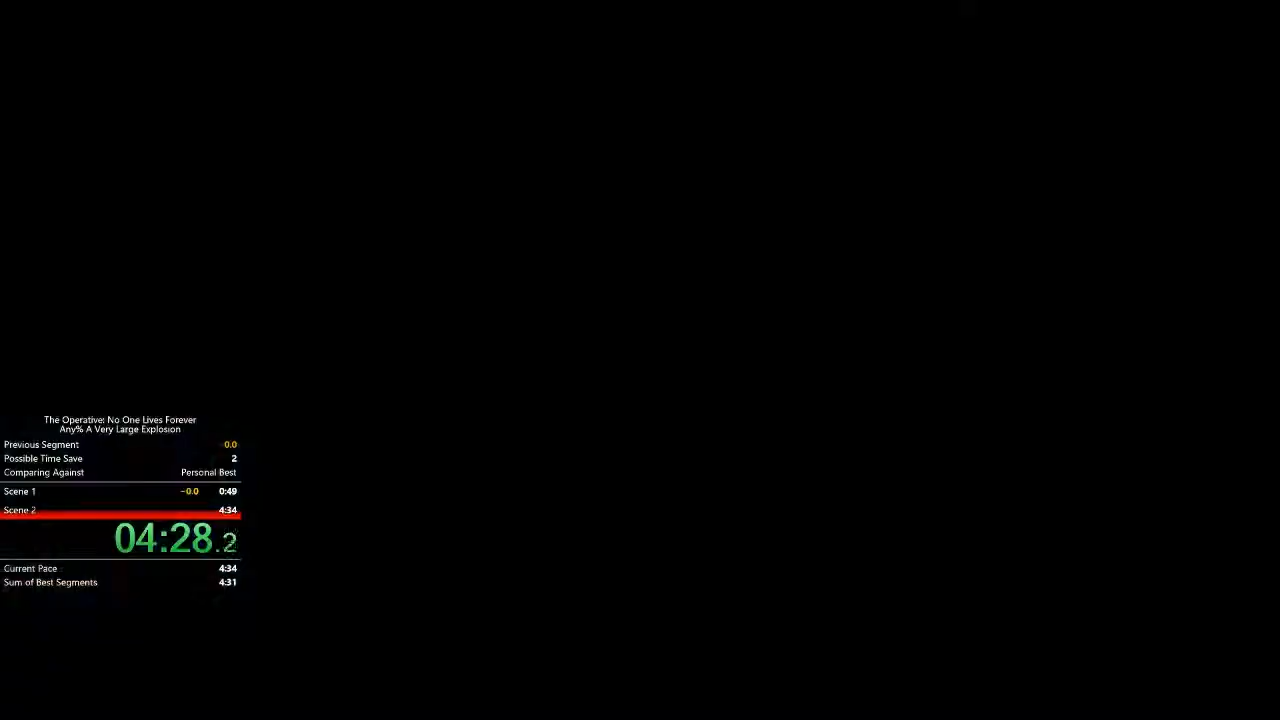 The Operative: No One Lives Forever
Any% A Very Large Explosion
Previous Segment -0.0
Possible Time Save 2
Comparing Against Personal Best
Scene 1 −0.0 0:49
Scene 2 4:34
04:28.2
Current Pace 4:34
Sum of Best Segments 4:31